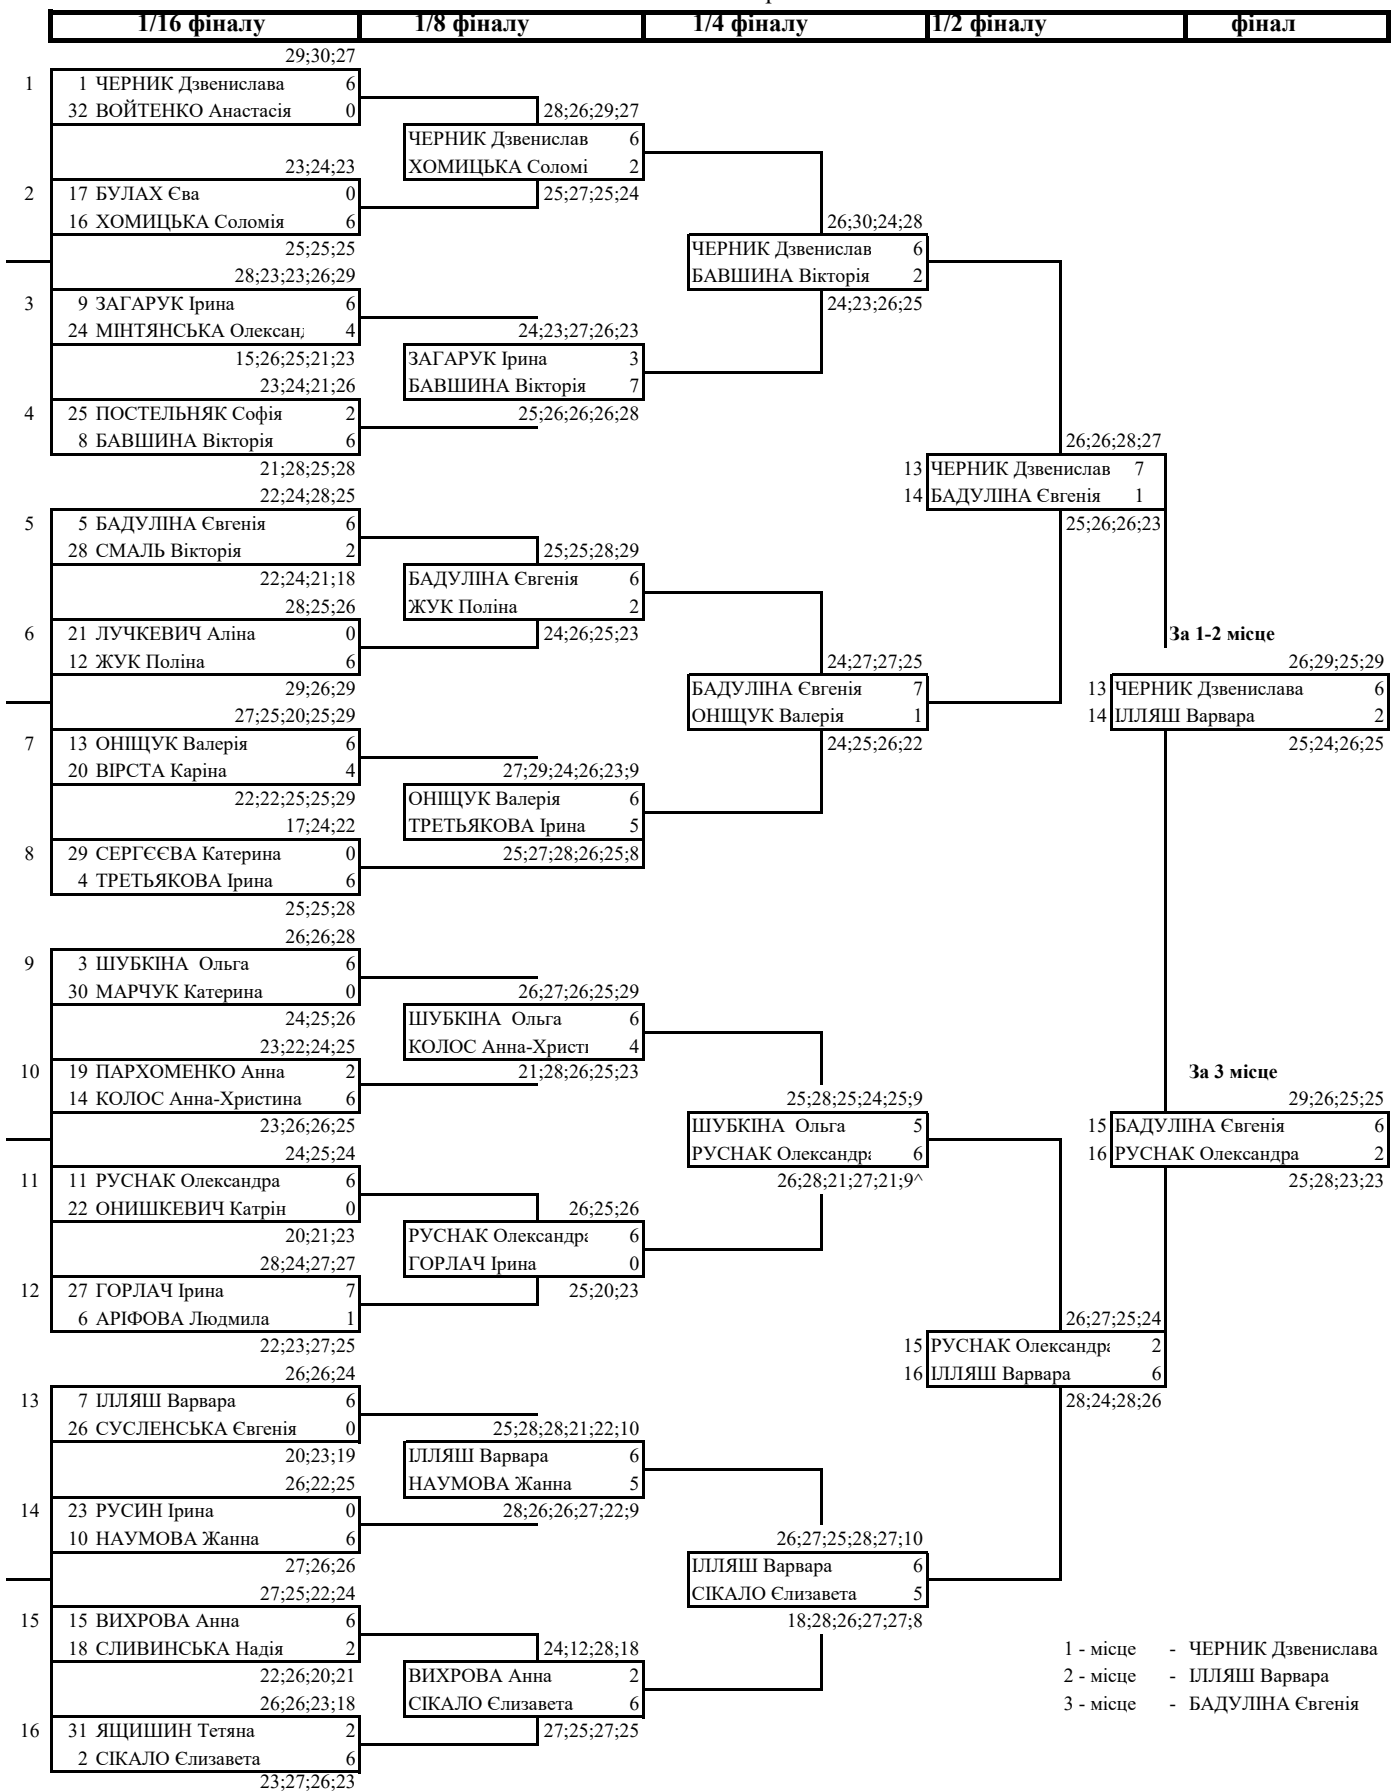 1/16 фіналу 1/8 фіналу 1/4 фіналу 1/2 фіналу фінал
29;30;27
1 1 ЧЕРНИК Дзвенислава 6
32 ВОЙТЕНКО Анастасія 0 28;26;29;27
ЧЕРНИК Дзвенислав 6
23;24;23 ХОМИЦЬКА Соломі 2
2 17 БУЛАХ Єва 0 25;27;25;24
16 ХОМИЦЬКА Соломія 6 26;30;24;28
25;25;25 ЧЕРНИК Дзвенислав 6
28;23;23;26;29 БАВШИНА Вікторія 2
3 9 ЗАГАРУК Ірина 6 24;23;26;25
24 МІНТЯНСЬКА Олексан 4 24;23;27;26;23
15;26;25;21;23 ЗАГАРУК Ірина 3
23;24;21;26 БАВШИНА Вікторія 7
4 25 ПОСТЕЛЬНЯК Софія 2 25;26;26;26;28
8 БАВШИНА Вікторія 6 26;26;28;27
21;28;25;28 13 ЧЕРНИК Дзвенислав 7
22;24;28;25 14 БАДУЛІНА Євгенія 1
5 5 БАДУЛІНА Євгенія 6 25;26;26;23
28 СМАЛЬ Вікторія 2 25;25;28;29
22;24;21;18 БАДУЛІНА Євгенія 6
28;25;26 ЖУК Поліна 2
6 21 ЛУЧКЕВИЧ Аліна 0 24;26;25;23 За 1-2 місце
12 ЖУК Поліна 6 24;27;27;25 26;29;25;29
29;26;29 БАДУЛІНА Євгенія 7 13 ЧЕРНИК Дзвенислава 6
27;25;20;25;29 ОНІЩУК Валерія 1 14 ІЛЛЯШ Варвара 2
7 13 ОНІЩУК Валерія 6 24;25;26;22 25;24;26;25
20 ВІРСТА Каріна 4 27;29;24;26;23;9
22;22;25;25;29 ОНІЩУК Валерія 6
17;24;22 ТРЕТЬЯКОВА Ірина 5
8 29 СЕРГЄЄВА Катерина 0 25;27;28;26;25;8
4 ТРЕТЬЯКОВА Ірина 6
25;25;28
26;26;28
9 3 ШУБКІНА Ольга 6
30 МАРЧУК Катерина 0 26;27;26;25;29
24;25;26 ШУБКІНА Ольга 6
23;22;24;25 КОЛОС Анна-Христ 4
10 19 ПАРХОМЕНКО Анна 2 21;28;26;25;23 За 3 місце
14 КОЛОС Анна-Христина 6 25;28;25;24;25;9 29;26;25;25
23;26;26;25 ШУБКІНА Ольга 5 15 БАДУЛІНА Євгенія 6
24;25;24 РУСНАК Олександра 6 16 РУСНАК Олександра 2
11 11 РУСНАК Олександра 6 26;28;21;27;21;9^ 25;28;23;23
22 ОНИШКЕВИЧ Катрін 0 26;25;26
20;21;23 РУСНАК Олександра 6
28;24;27;27 ГОРЛАЧ Ірина 0
12 27 ГОРЛАЧ Ірина 7 25;20;23
6 АРІФОВА Людмила 1 26;27;25;24
22;23;27;25 15 РУСНАК Олександра 2
26;26;24 16 ІЛЛЯШ Варвара 6
13 7 ІЛЛЯШ Варвара 6 28;24;28;26
26 СУСЛЕНСЬКА Євгенія 0 25;28;28;21;22;10
20;23;19 ІЛЛЯШ Варвара 6
26;22;25 НАУМОВА Жанна 5
14 23 РУСИН Ірина 0 28;26;26;27;22;9
10 НАУМОВА Жанна 6 26;27;25;28;27;10
27;26;26 ІЛЛЯШ Варвара 6
27;25;22;24 СІКАЛО Єлизавета 5
15 15 ВИХРОВА Анна 6 18;28;26;27;27;8
18 СЛИВИНСЬКА Надія 2 24;12;28;18 1 - місце - ЧЕРНИК Дзвенислава
22;26;20;21 ВИХРОВА Анна 2 2 - місце - ІЛЛЯШ Варвара
26;26;23;18 СІКАЛО Єлизавета 6 3 - місце - БАДУЛІНА Євгенія
16 31 ЯЩИШИН Тетяна 2 27;25;27;25
2 СІКАЛО Єлизавета 6
23;27;26;23